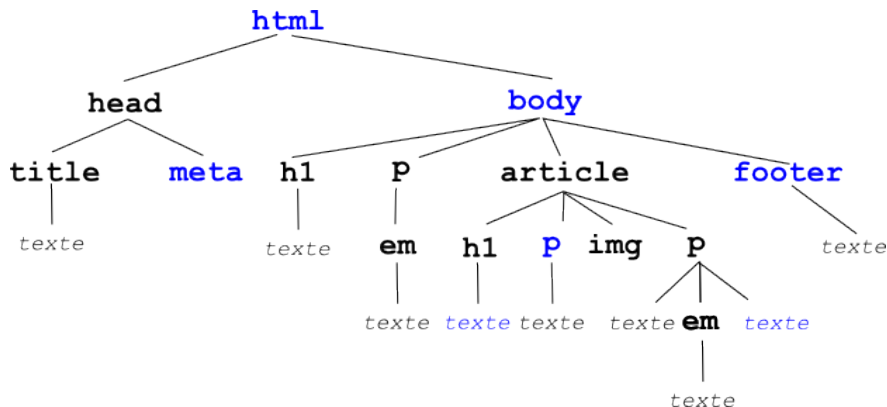 html
head body
title meta h1 p article footer
texte texte em h1 p img p texte
texte texte texte texte em texte
texte